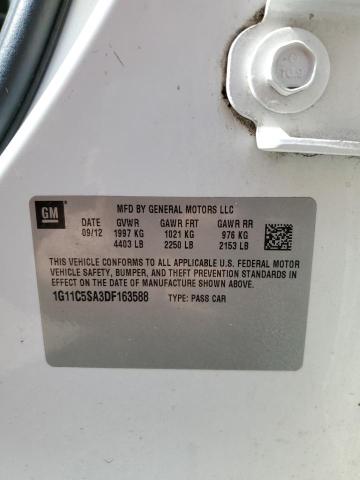 GM
MFD BY GENERAL MOTORS LLC
DATE GVWR GAWR FRT GAWR RR
09/12 1997 KG 1021 KG 976 KG
4403 LB 2250 LB 2153 LB
THIS VEHICLE CONFORMS TO ALL APPLICABLE U.S. FEDERAL MOTOR
VEHICLE SAFETY, BUMPER, AND THEFT PREVENTION STANDARDS IN
EFFECT ON THE DATE OF MANUFACTURE SHOWN ABOVE.
1G11C5SA3DF163588 TYPE: PASS CAR